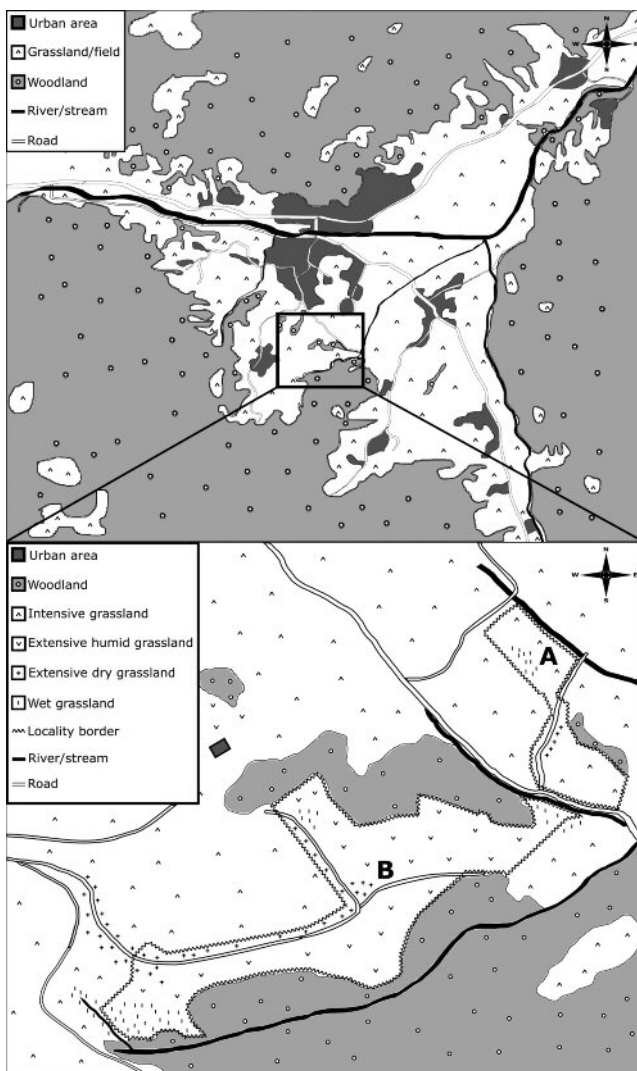 Urban area
Grassland/field
Woodland
River/stream
Road
N
W
E
S
Urban area
Woodland
Intensive grassland
Extensive humid grassland
Extensive dry grassland
Wet grassland
Locality border
River/stream
Road
N
W
E
S
A
B